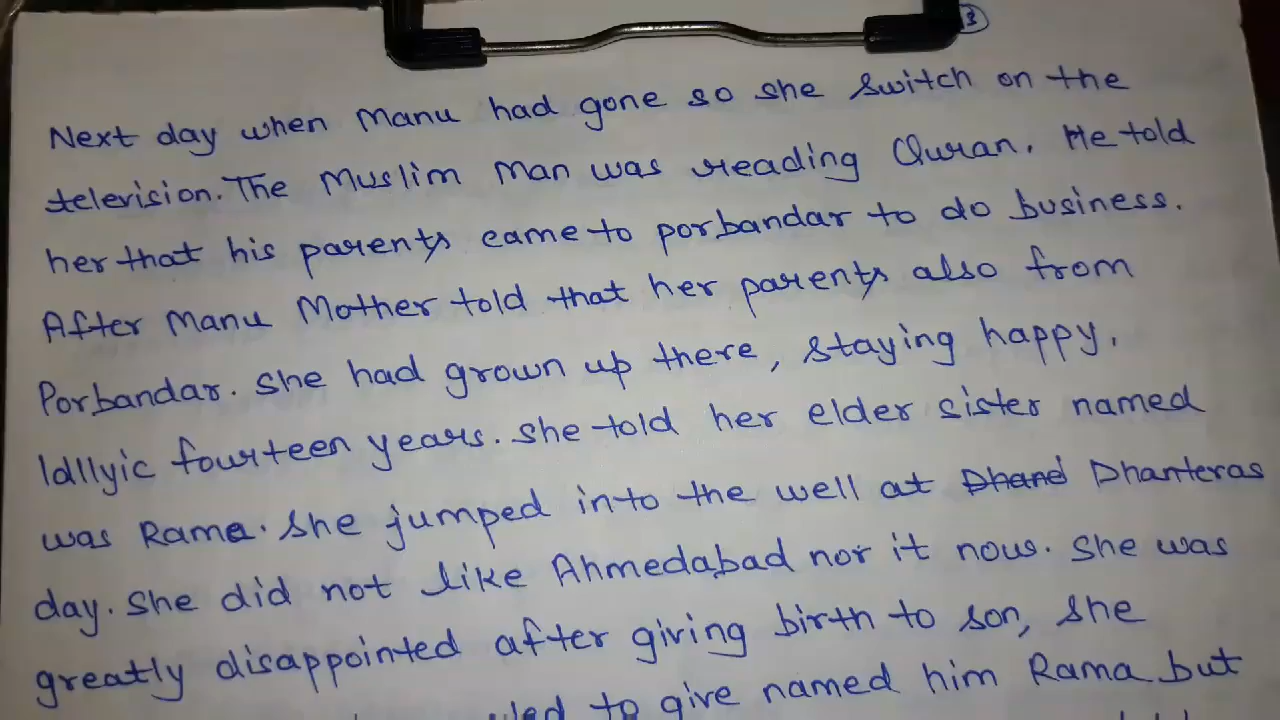 3
Next day when Manu had gone so she switch on the
television. The Muslim Man was reading Quran. He told
her that his parents came to porbandar to do business.
After Manu Mother told that her parents also from
Porbandar. She had grown up there, staying happy,
Idllyic fourteen years. She told her elder sister named
was Rama. She jumped into the well at Dhand Dhanteras
day. She did not like Ahmedabad nor it now. She was
greatly disappointed after giving birth to son, she
to give named him Rama but